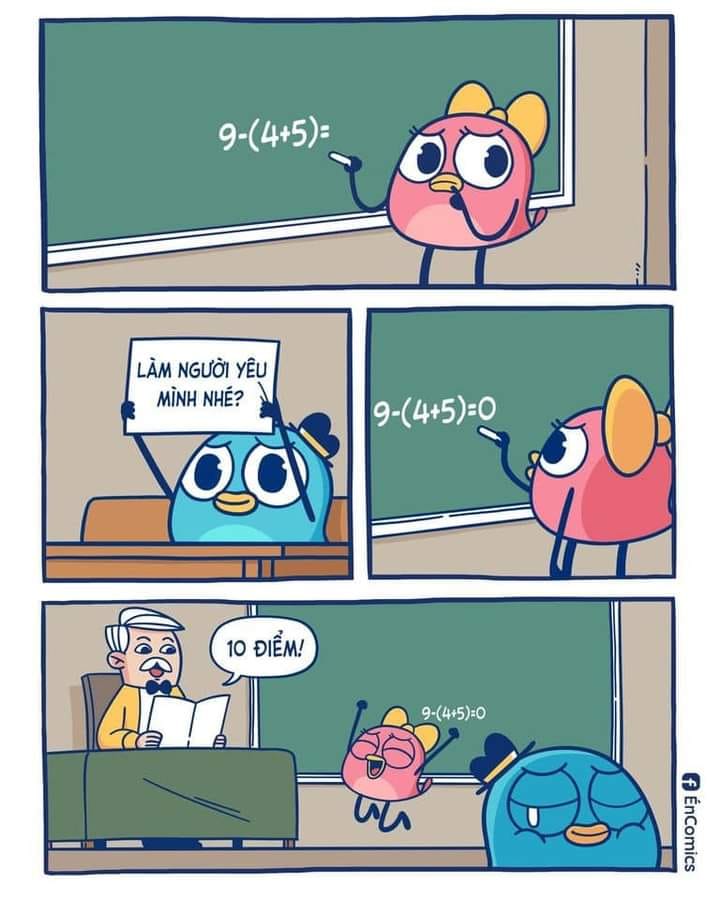 9-(4+5)=
LÀM NGƯỜI YÊU
MÌNH NHÉ?
9-(4+5)=0
10 ĐIỂM!
9-(4+5)=0
f ÉnComics